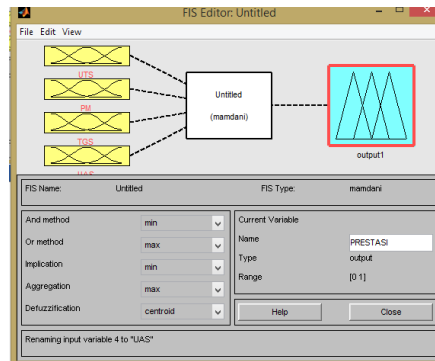 FIS Editor: Untitled
File Edit View
UTS
PM
TGS
UAS
Untitled
(mamdani)
output1
FIS Name: Untitled FIS Type: mamdani
And method min
Or method max
Implication min
Aggregation max
Defuzzification centroid
Current Variable
Name PRESTASI
Type output
Range [0 1]
Help Close
Renaming input variable 4 to "UAS"